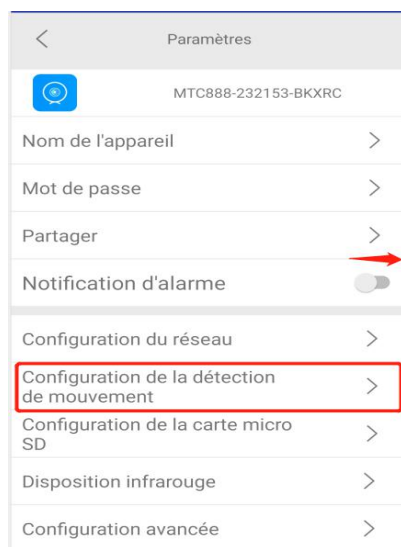 Paramètres
MTC888-232153-BKXRC
Nom de l'appareil
Mot de passe
Partager
Notification d'alarme
Configuration du réseau
Configuration de la détection
de mouvement
Configuration de la carte micro
SD
Disposition infrarouge
Configuration avancée